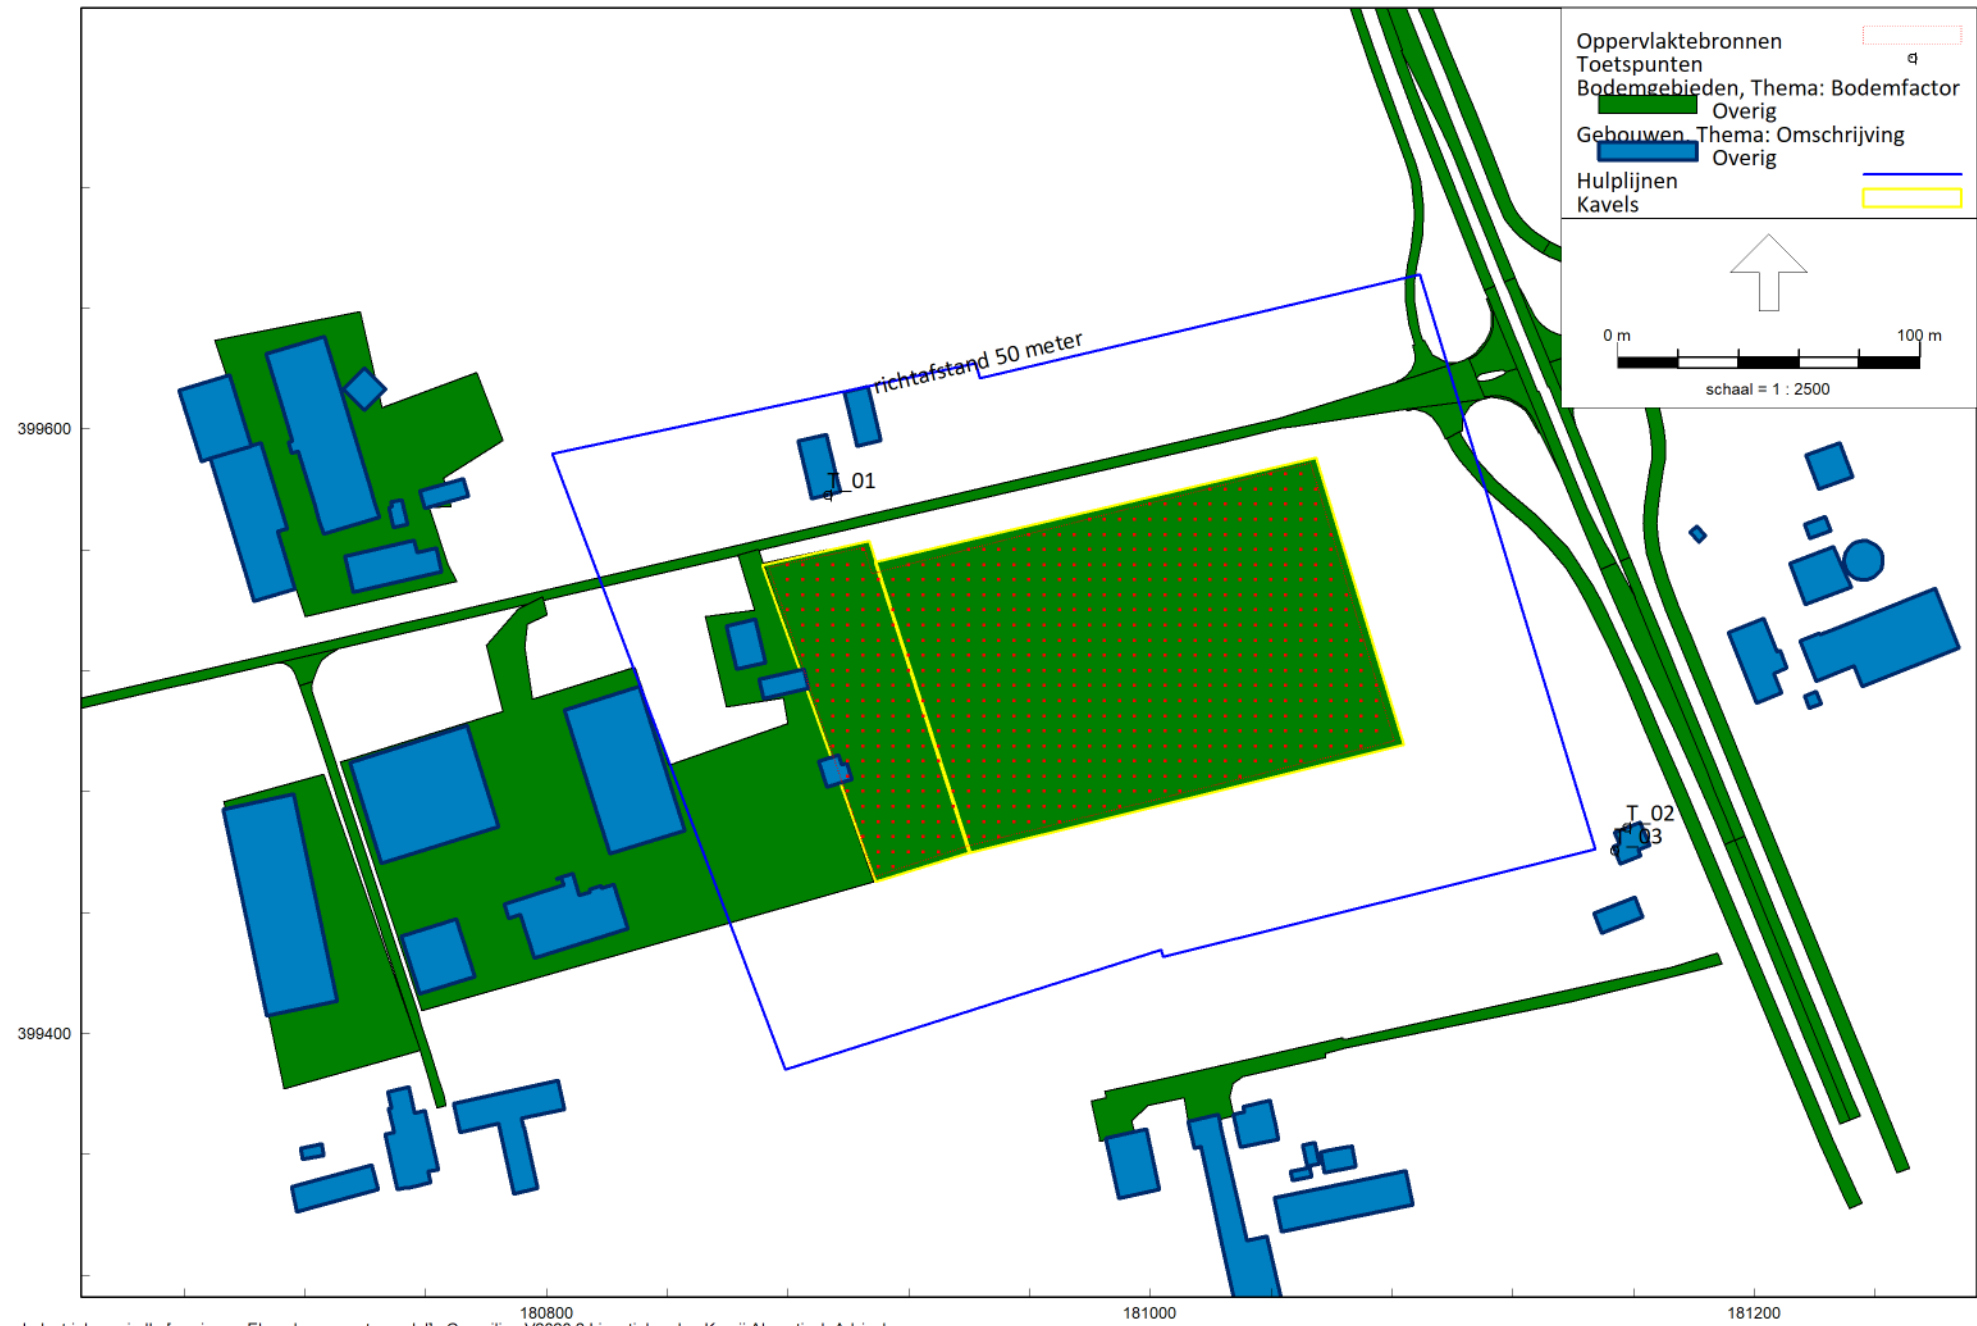 Oppervlaktebronnen
Toetspunten
Bodemgebieden, Thema: Bodemfactor
Overig
Gebouwen, Thema: Omschrijving
Overig
Hulplijnen
Kavels
0 m 100 m
schaal = 1 : 2500
richtafstand 50 meter
399600
T_01
T_02
T_03
399400
180800 181000 181200